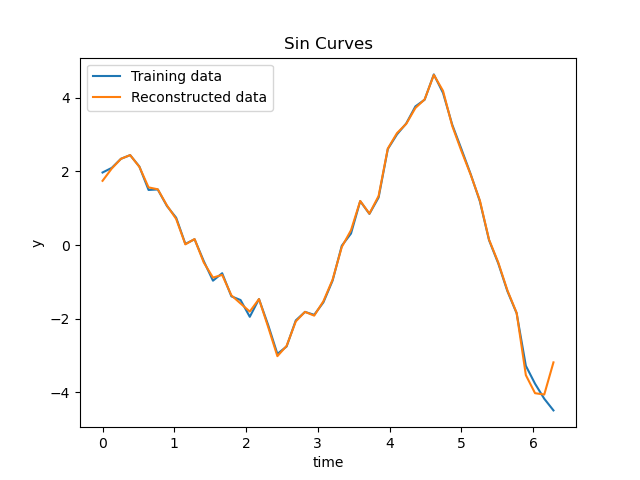 Sin Curves
Training data
Reconstructed data
4
2
0
−2
−4
y
0 1 2 3 4 5 6
time